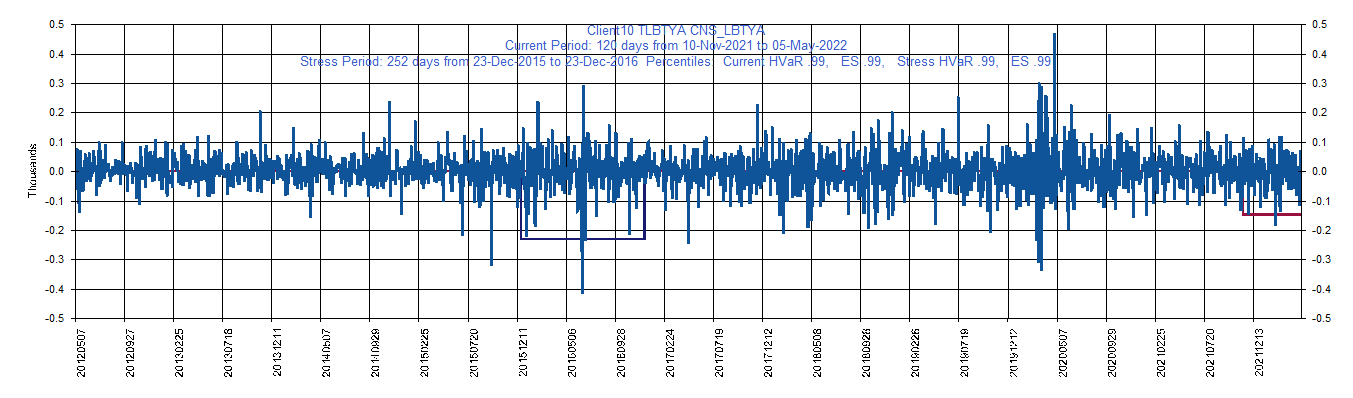 Client10 TLBTYA CNS_LBTYA
Current Period: 120 days from 10-Nov-2021 to 05-May-2022
Stress Period: 252 days from 23-Dec-2015 to 23-Dec-2016 Percentiles: Current HVaR .99, ES .99, Stress HVaR .99, ES .99
0.5 0.5
0.4 0.4
0.3 0.3
0.2 0.2
0.1 0.1
0.0 0.0
-0.1 -0.1
-0.2 -0.2
-0.3 -0.3
-0.4 -0.4
-0.5 -0.5
Thousands
20120507 20120927 20130225 20130718 20131211 20140507 20140929 20150225 20150720 20151211 20160506 20160928 20170224 20170719 20171212 20180508 20180928 20190226 20190719 20191212 20200507 20200929 20210225 20210720 20211213